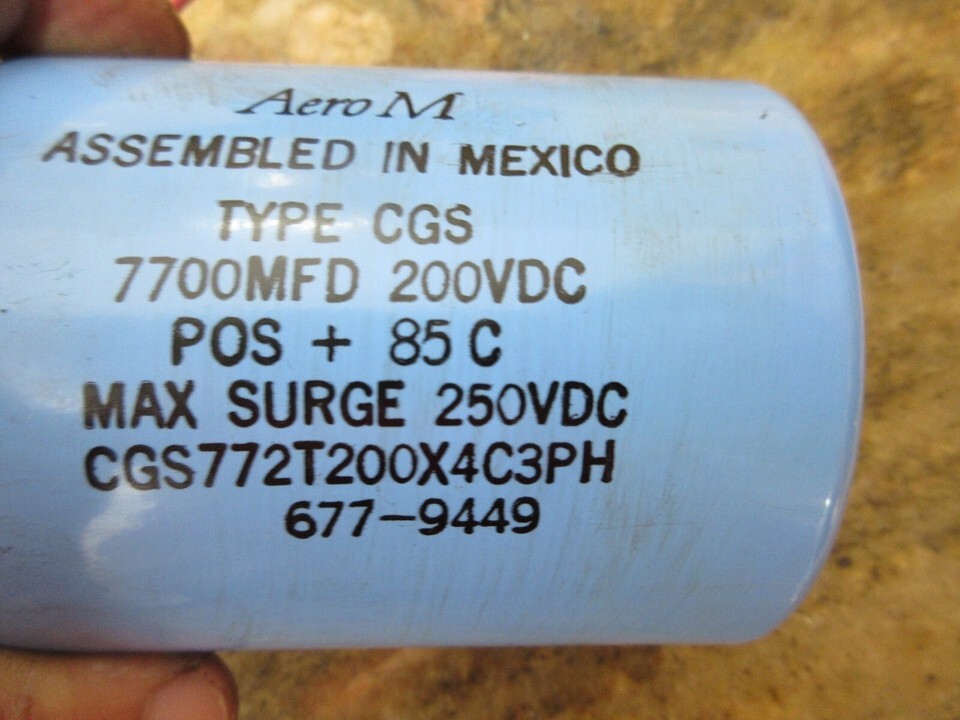 Aero M
ASSEMBLED IN MEXICO
TYPE CGS
7700MFD 200VDC
POS + 85 C
MAX SURGE 250VDC
CGS772T200X4C3PH
677-9449